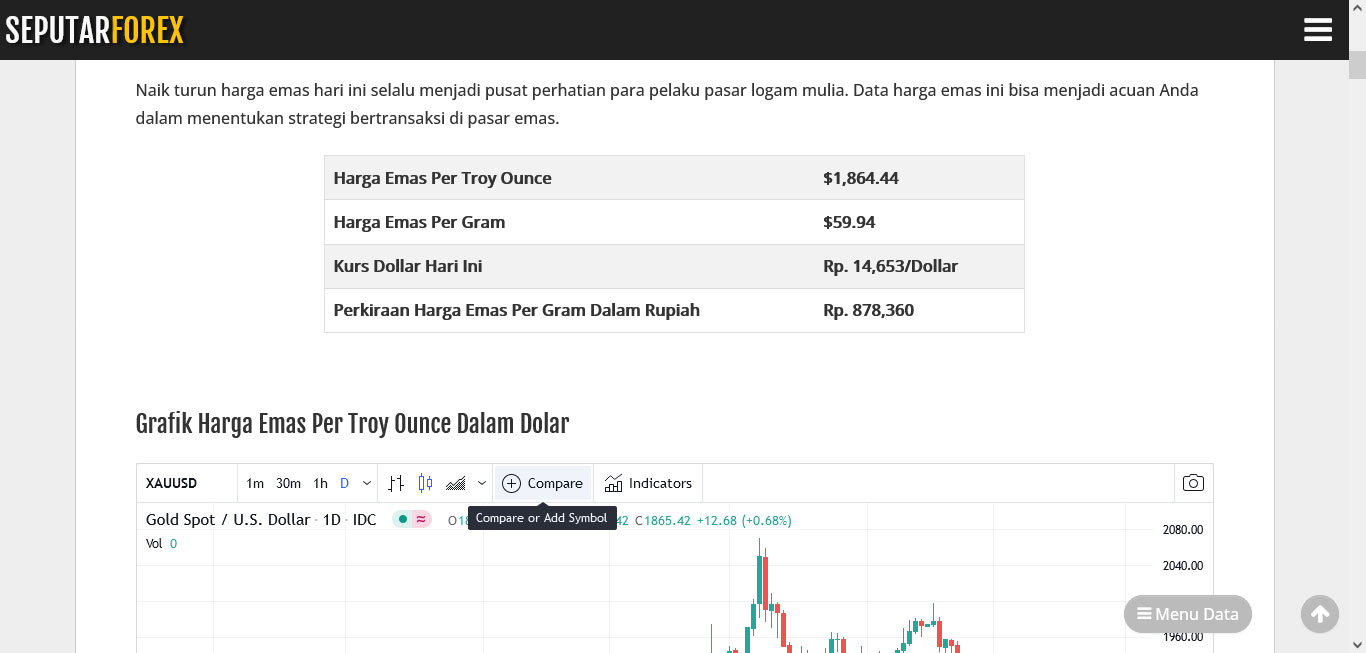 SEPUTARFOREX
Naik turun harga emas hari ini selalu menjadi pusat perhatian para pelaku pasar logam mulia. Data harga emas ini bisa menjadi acuan Anda
dalam menentukan strategi bertransaksi di pasar emas.
Harga Emas Per Troy Ounce $1,864.44
Harga Emas Per Gram $59.94
Kurs Dollar Hari Ini Rp. 14,653/Dollar
Perkiraan Harga Emas Per Gram Dalam Rupiah Rp. 878,360
Grafik Harga Emas Per Troy Ounce Dalam Dolar
XAUUSD 1m 30m 1h D Compare Indicators
Gold Spot / U.S. Dollar · 1D · IDC O18 Compare or Add Symbol 42 C1865.42 +12.68 (+0.68%)
Vol 0
2080.00
2040.00
Menu Data
1960.00